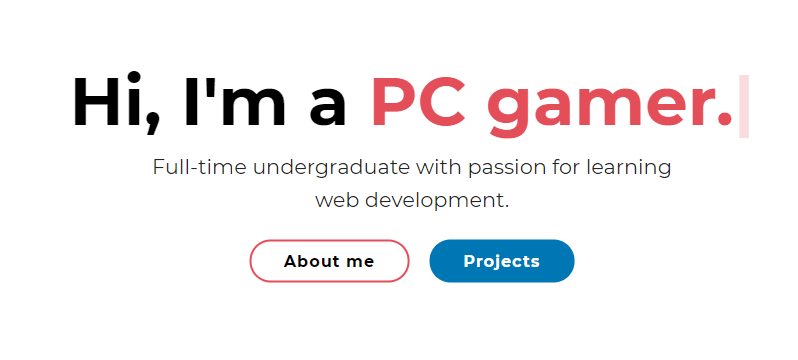 Hi, I'm a PC gamer.
Full-time undergraduate with passion for learning
web development.
About me
Projects